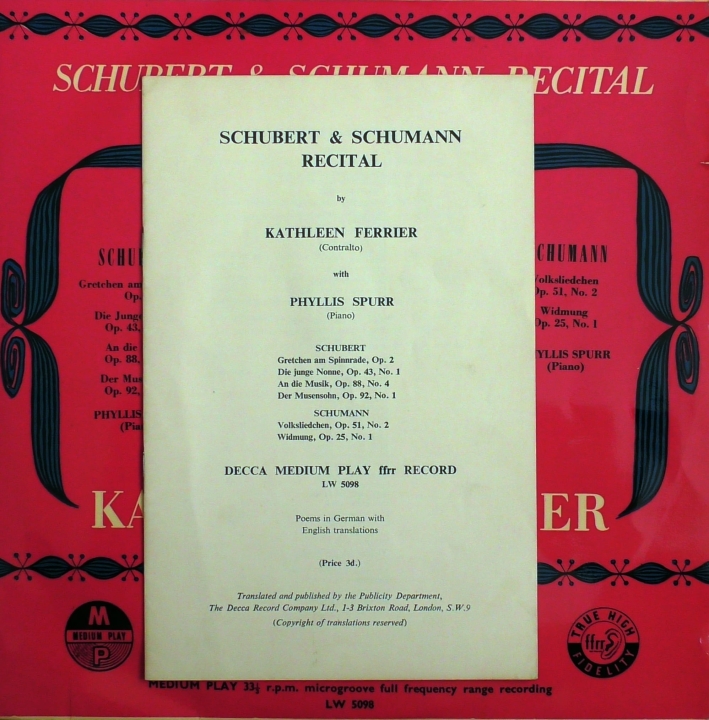 SCHUBERT & SCHUMANN RECITAL
SCHUBERT & SCHUMANN
RECITAL
by
KATHLEEN FERRIER
(Contralto)
with
PHYLLIS SPURR
(Piano)
SCHUBERT
Gretchen am Spinnrade, Op. 2
Die junge Nonne, Op. 43, No. 1
An die Musik, Op. 88, No. 4
Der Musensohn, Op. 92, No. 1
SCHUMANN
Volksliedchen, Op. 51, No. 2
Widmung, Op. 25, No. 1
DECCA MEDIUM PLAY ffrr RECORD
LW 5098
Poems in German with
English translations
(Price 3d.)
Translated and published by the Publicity Department,
The Decca Record Company Ltd., 1-3 Brixton Road, London, S.W.9
(Copyright of translations reserved)
SCHU
Gretchen am
Op.
Die Junge
Op. 43,
An die
Op. 88,
Der Mus
Op. 92,
PHYLLIS
(Pia
CHUMANN
Volksliedchen
Op. 51, No. 2
Widmung
Op. 25, No. 1
YLLIS SPURR
(Piano)
KA
ER
M
MEDIUM PLAY
P
TRUE HIGH
ffrr
FIDELITY
MEDIUM PLAY 33⅓ r.p.m. microgroove full frequency range recording
LW 5098